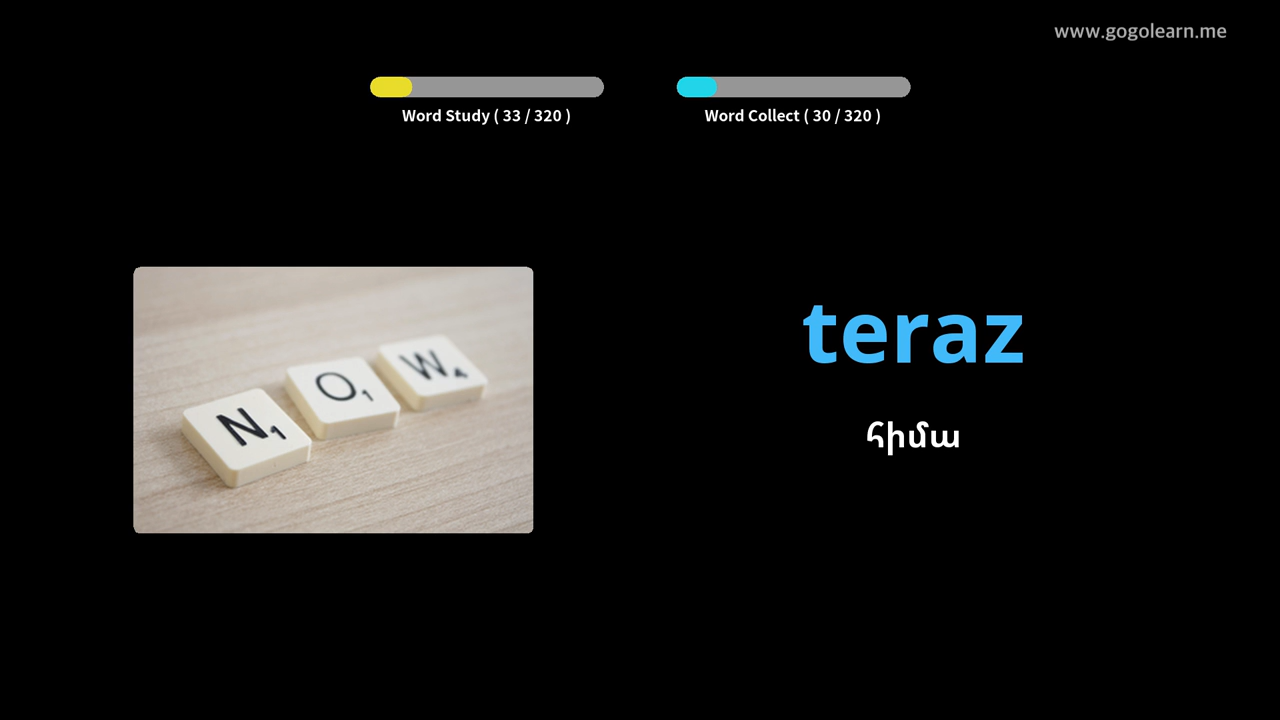 www.gogolearn.me
Word Study ( 33 / 320 )
Word Collect ( 30 / 320 )
N1 O1 W4
teraz
հիմա